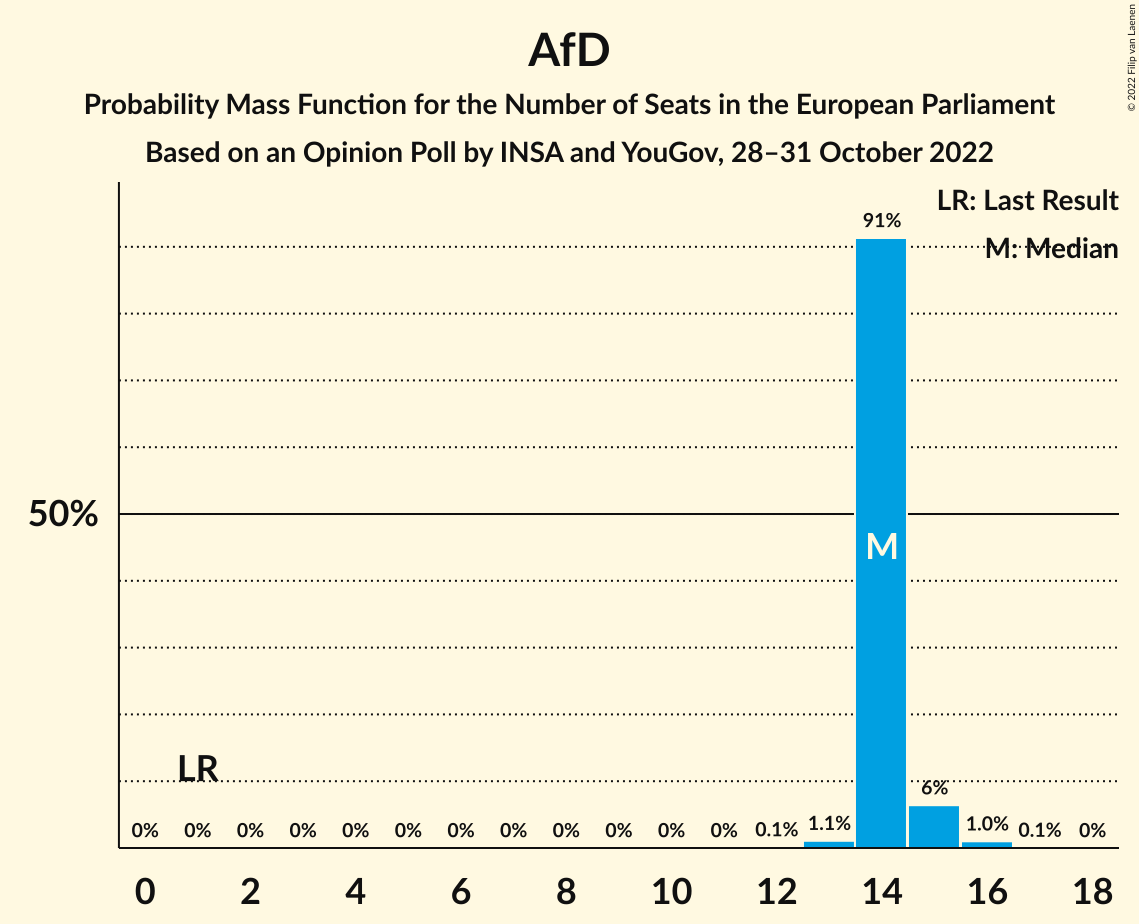 AfD
Probability Mass Function for the Number of Seats in the European Parliament
Based on an Opinion Poll by INSA and YouGov, 28–31 October 2022
© 2022 Filip van Laenen
LR: Last Result
M: Median
91%
50%
M
LR
0% 0% 0% 0% 0% 0% 0% 0% 0% 0% 0% 0% 0.1% 1.1% 6% 1.0% 0.1% 0%
0 2 4 6 8 10 12 14 16 18